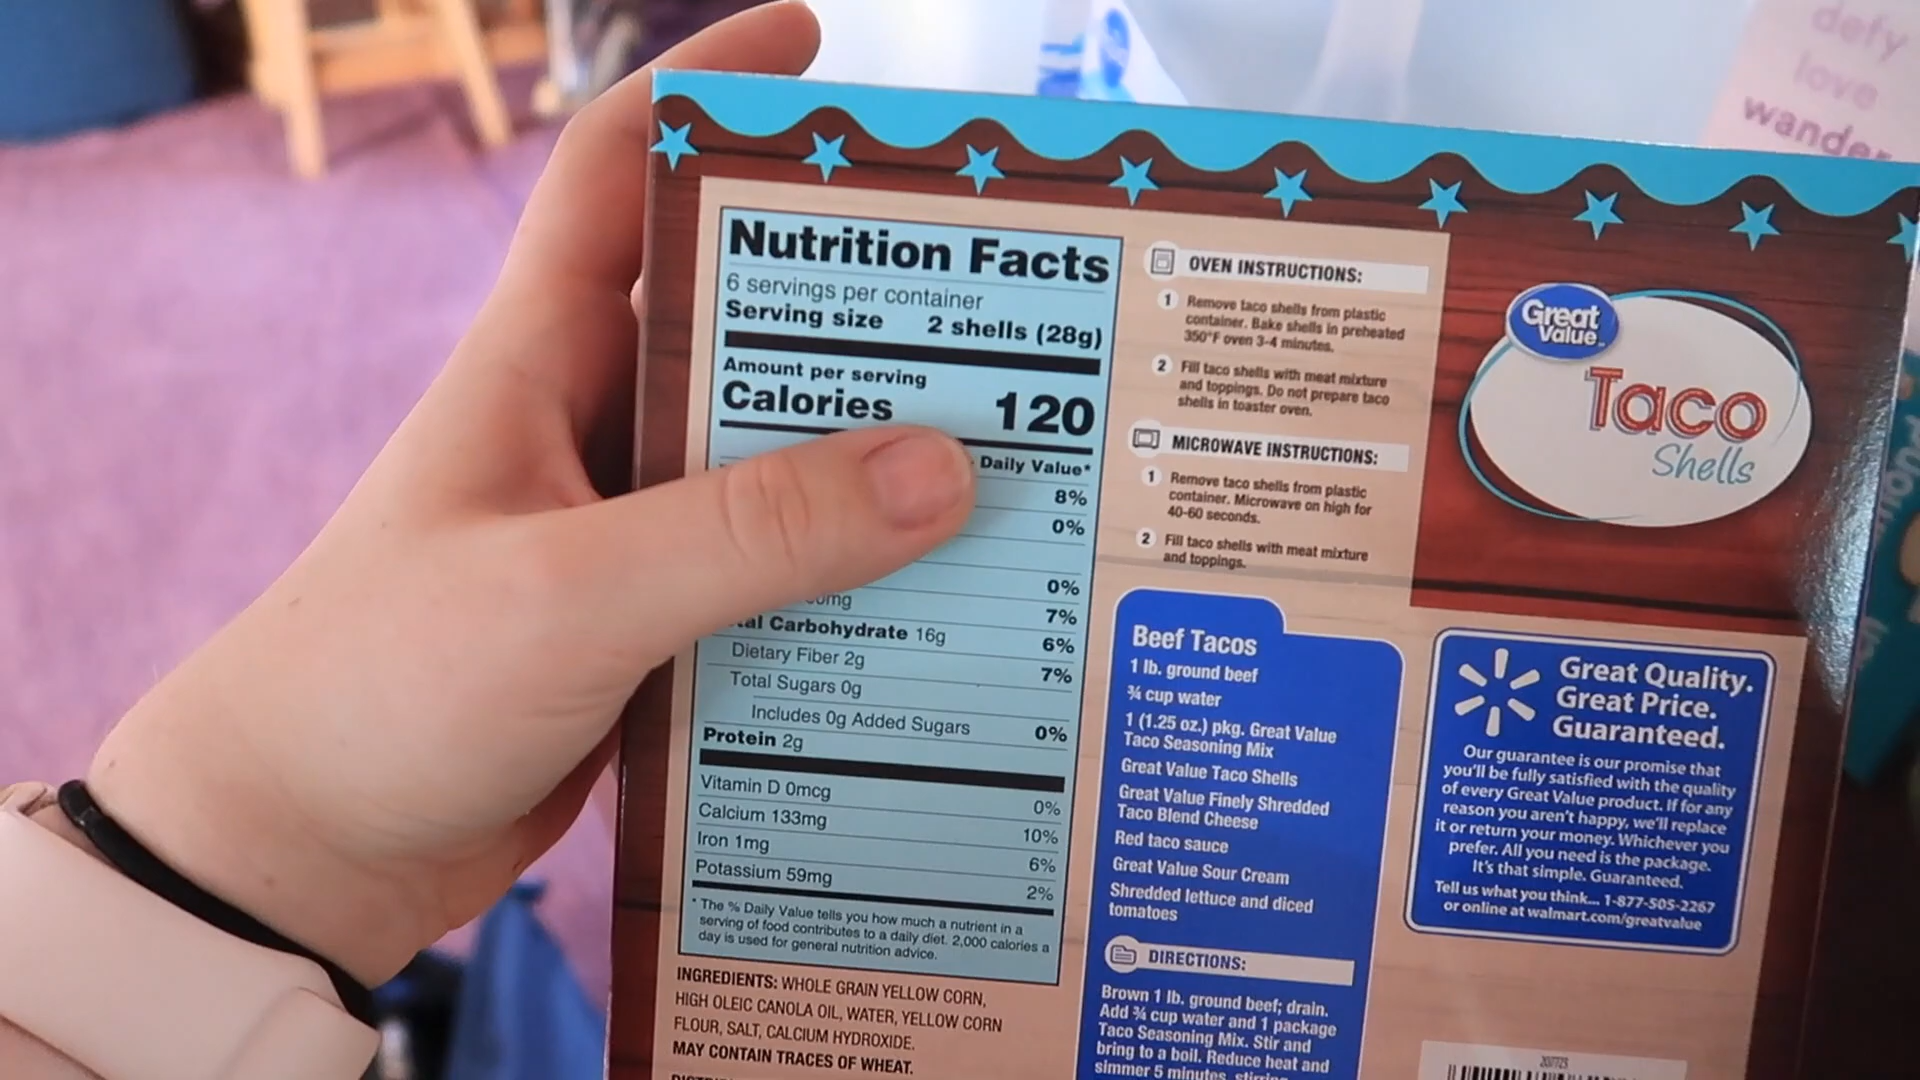 defy
love
wander
Nutrition Facts
6 servings per container
Serving size 2 shells (28g)
Amount per serving
Calories 120
Daily Value*
8%
0%
0%
7%
Carbohydrate 16g 6%
Dietary Fiber 2g 7%
Total Sugars 0g
Includes 0g Added Sugars 0%
Protein 2g
Vitamin D 0mcg 0%
Calcium 133mg 10%
Iron 1mg 6%
Potassium 59mg 2%
* The % Daily Value tells you how much a nutrient in a
serving of food contributes to a daily diet. 2,000 calories a
day is used for general nutrition advice.
INGREDIENTS: WHOLE GRAIN YELLOW CORN,
HIGH OLEIC CANOLA OIL, WATER, YELLOW CORN
FLOUR, SALT, CALCIUM HYDROXIDE.
MAY CONTAIN TRACES OF WHEAT.
OVEN INSTRUCTIONS:
1 Remove taco shells from plastic
container. Bake shells in preheated
350°F oven 3-4 minutes.
2 Fill taco shells with meat mixture
and toppings. Do not prepare taco
shells in toaster oven.
MICROWAVE INSTRUCTIONS:
1 Remove taco shells from plastic
container. Microwave on high for
40-60 seconds.
2 Fill taco shells with meat mixture
and toppings.
Beef Tacos
1 lb. ground beef
¾ cup water
1 (1.25 oz.) pkg. Great Value
Taco Seasoning Mix
Great Value Taco Shells
Great Value Finely Shredded
Taco Blend Cheese
Red taco sauce
Great Value Sour Cream
Shredded lettuce and diced
tomatoes
DIRECTIONS:
Brown 1 lb. ground beef; drain.
Add ¾ cup water and 1 package
Taco Seasoning Mix. Stir and
bring to a boil. Reduce heat and
simmer 5 minutes, stirring
Great
Value™
Taco
Shells
Great Quality.
Great Price.
Guaranteed.
Our guarantee is our promise that
you'll be fully satisfied with the quality
of every Great Value product. If for any
reason you aren't happy, we'll replace
it or return your money. Whichever you
prefer. All you need is the package.
It's that simple. Guaranteed.
Tell us what you think... 1-877-505-2267
or online at walmart.com/greatvalue